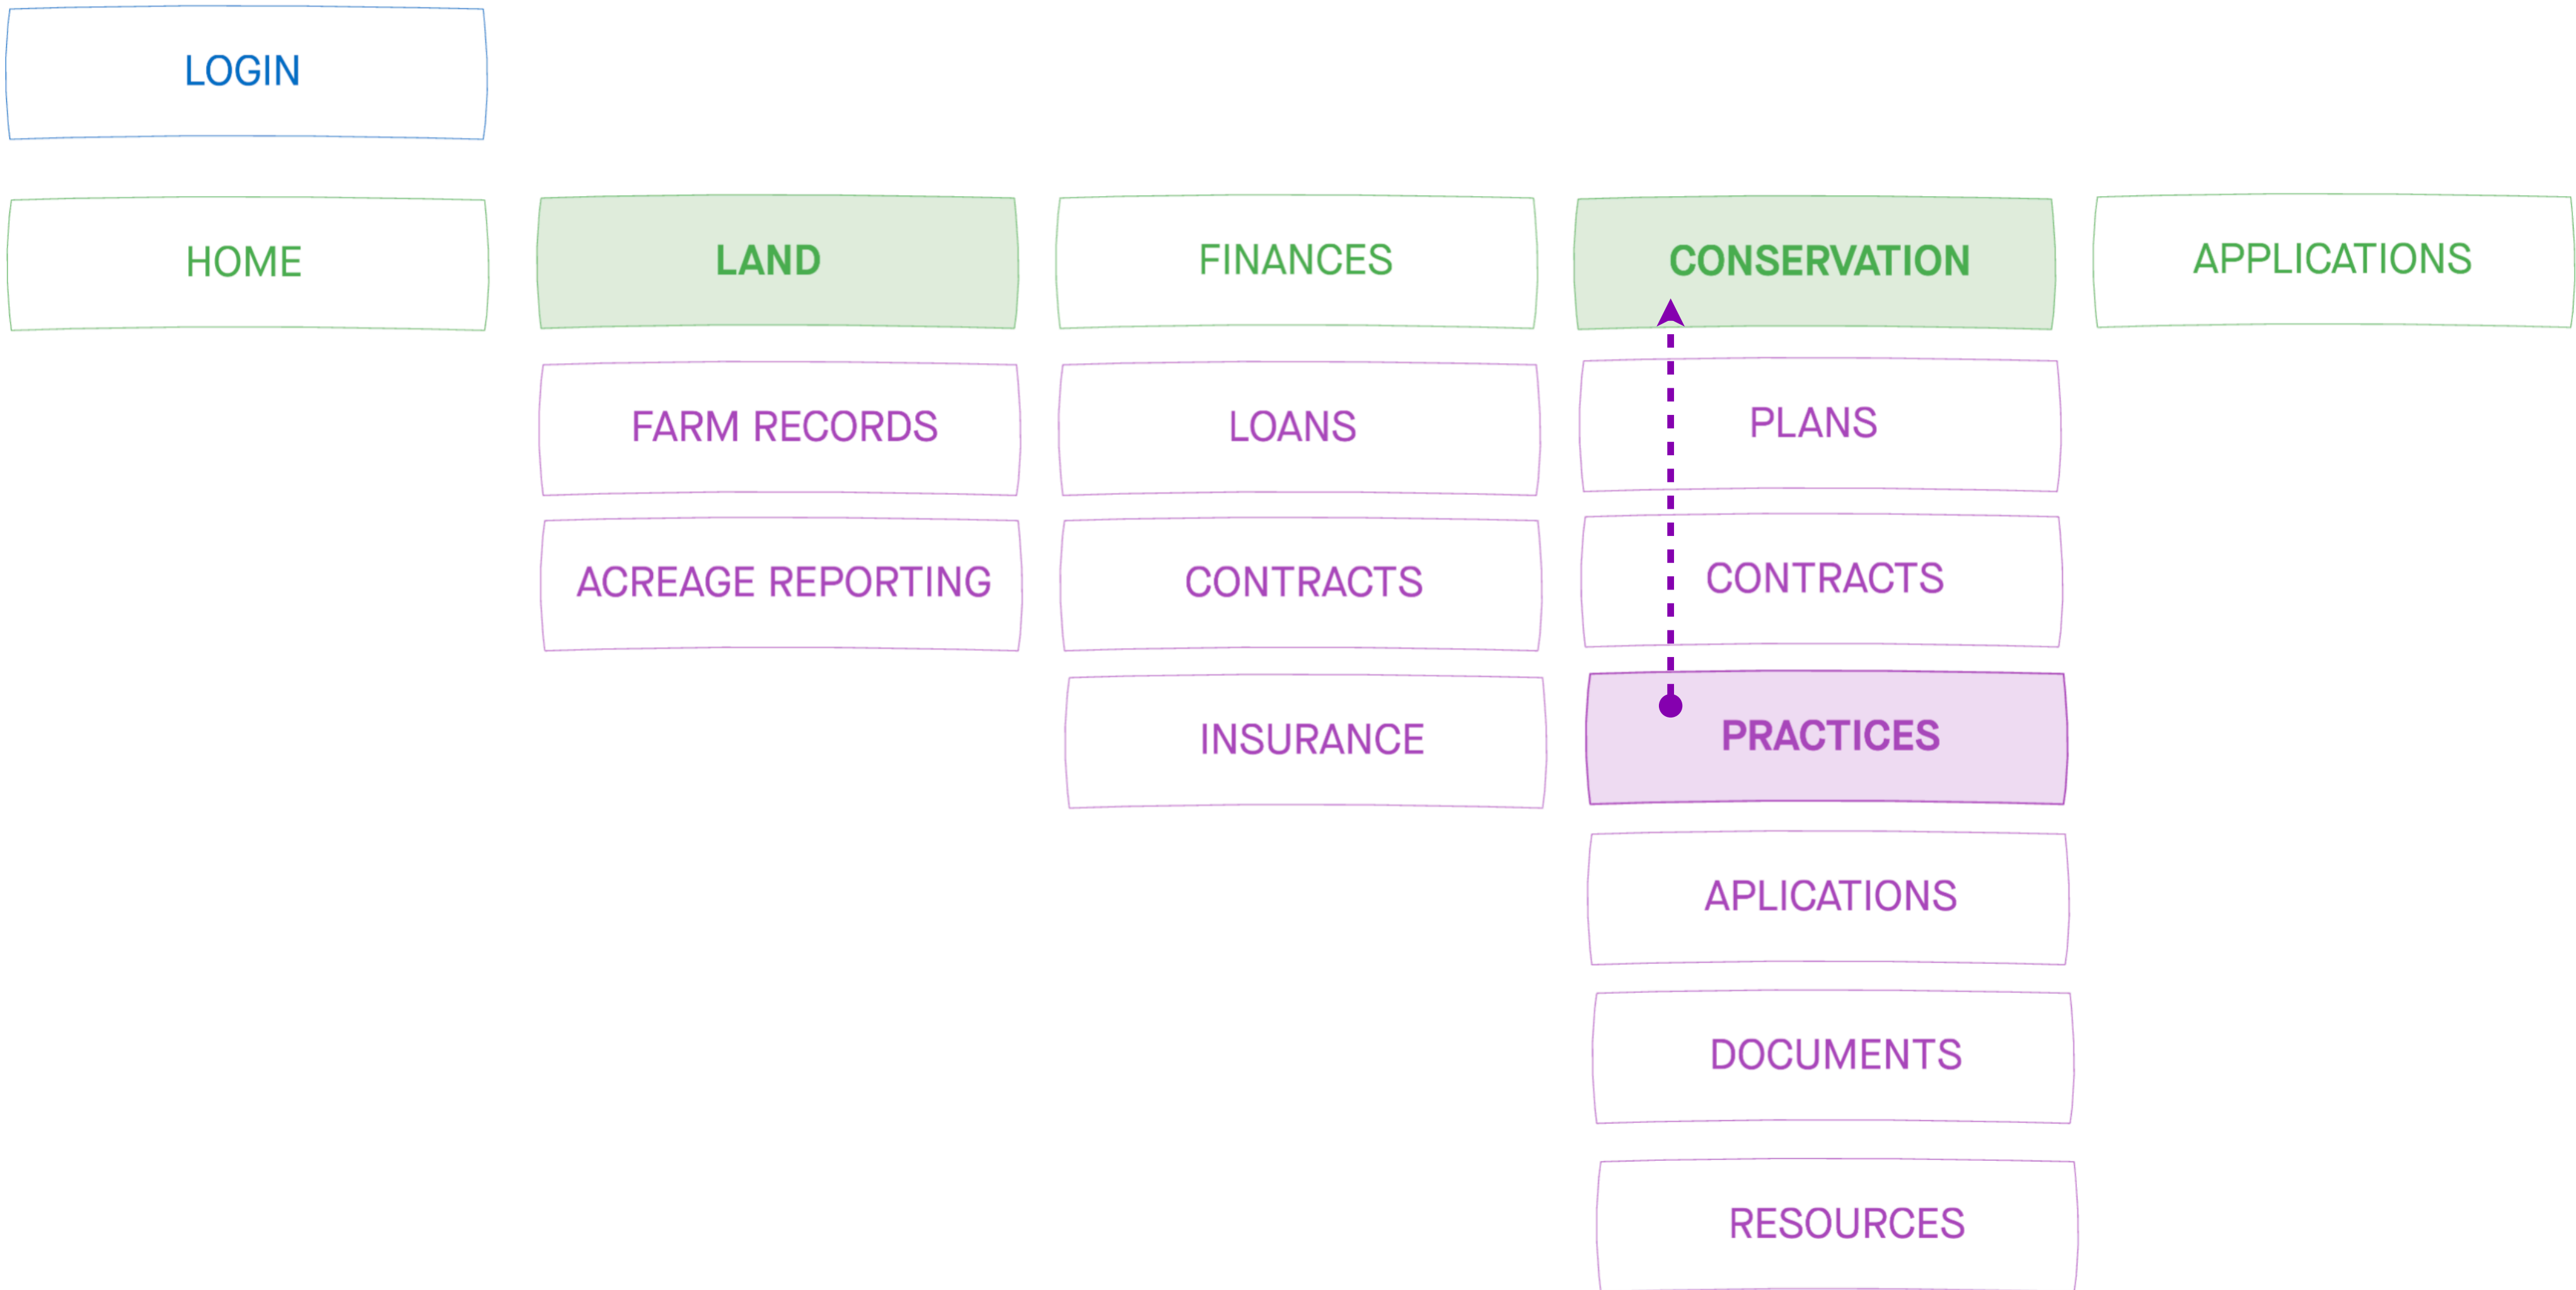 LOGIN
HOME
LAND
FINANCES
CONSERVATION
APPLICATIONS
FARM RECORDS
LOANS
PLANS
ACREAGE REPORTING
CONTRACTS
CONTRACTS
INSURANCE
PRACTICES
APLICATIONS
DOCUMENTS
RESOURCES